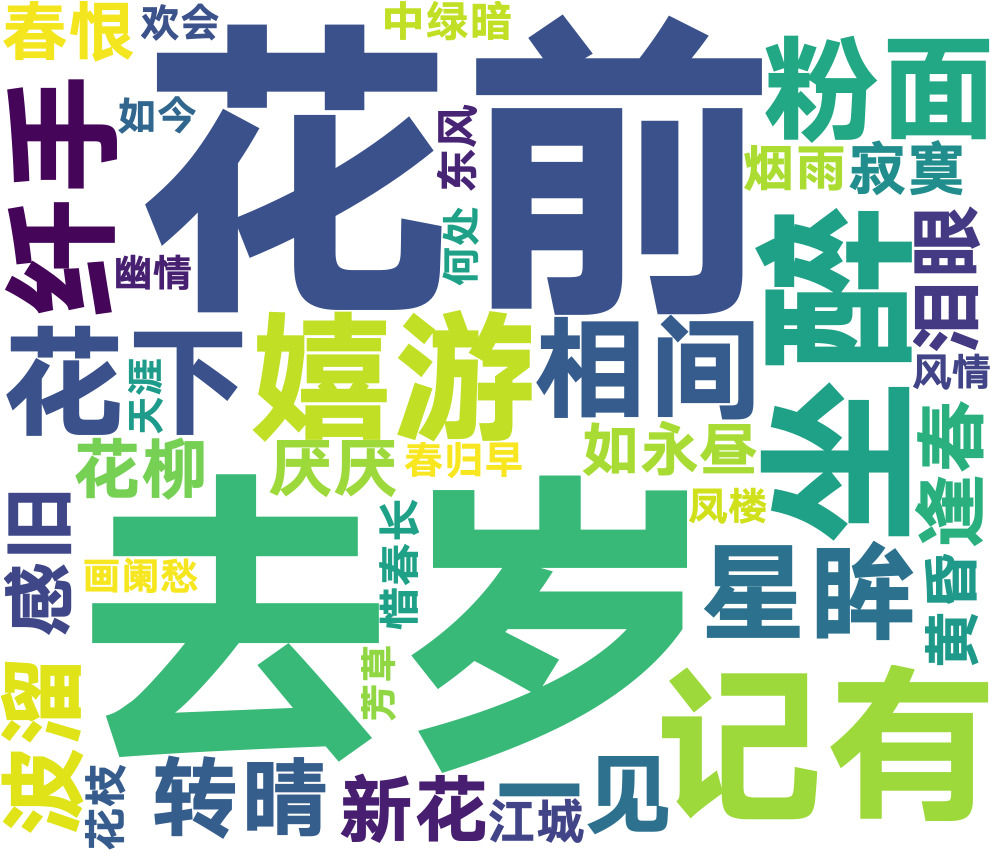 春恨
欢会
中绿暗
花前
粉面
纤手
如今
东风
烟雨
寂寞
何处
幽情
坐醉
泪眼
花下
天涯
嬉游
相间
风情
花柳
厌厌
春归早
如永昼
逢春
凤楼
去岁
感旧
画阑愁
惜春长
星眸
黄昏
芳草
记有
波溜
花枝
转晴
新花
江城
一见